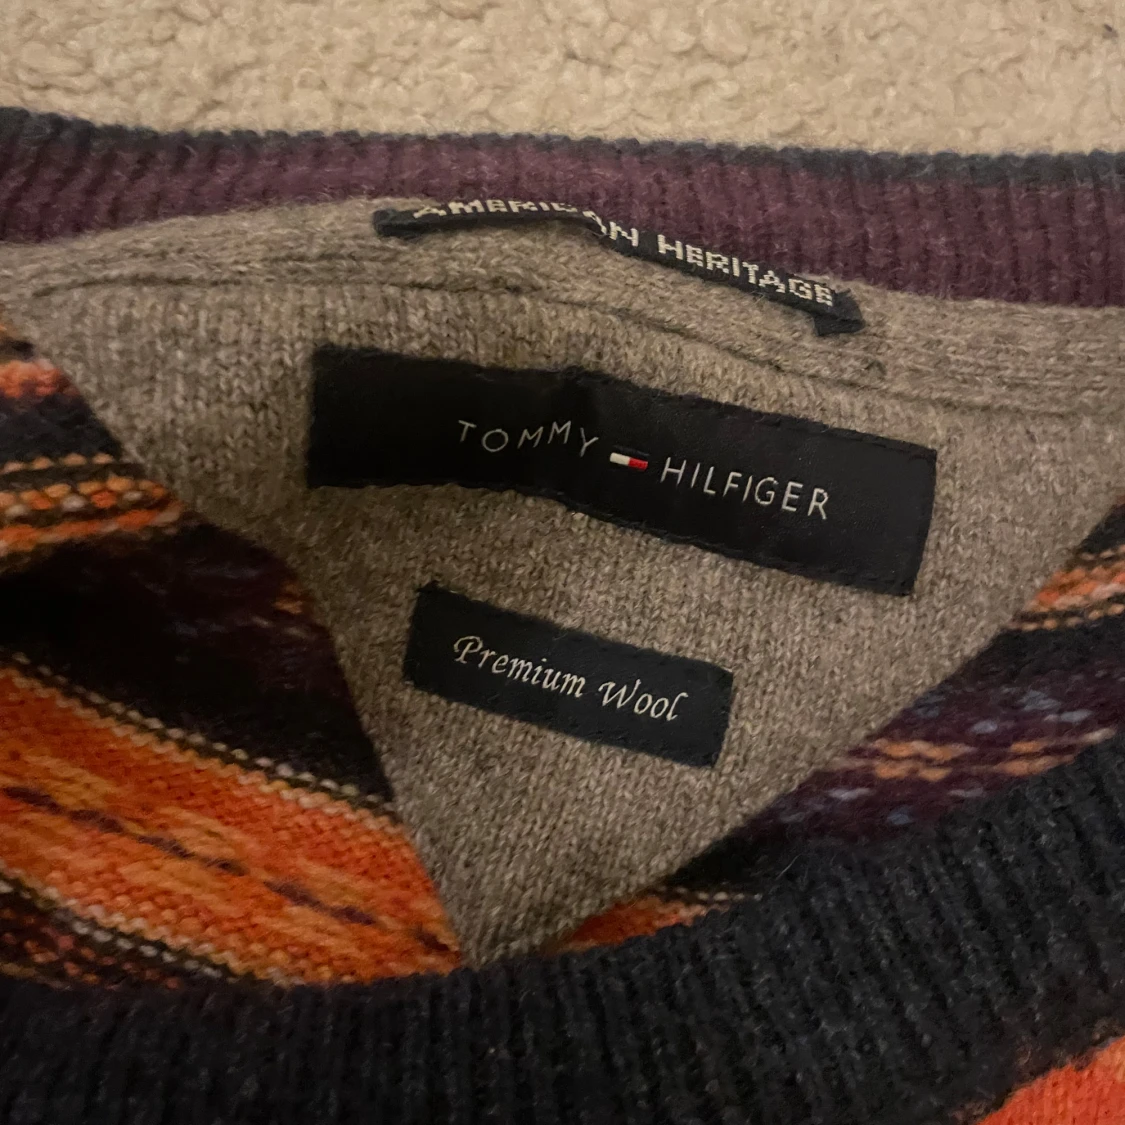 AMERICAN HERITAGE
TOMMY HILFIGER
Premium Wool